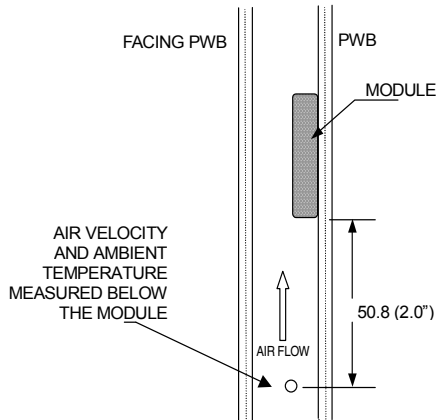 FACING PWB
PWB
MODULE
AIR VELOCITY
AND AMBIENT
TEMPERATURE
MEASURED BELOW
THE MODULE
50.8 (2.0”)
AIR FLOW